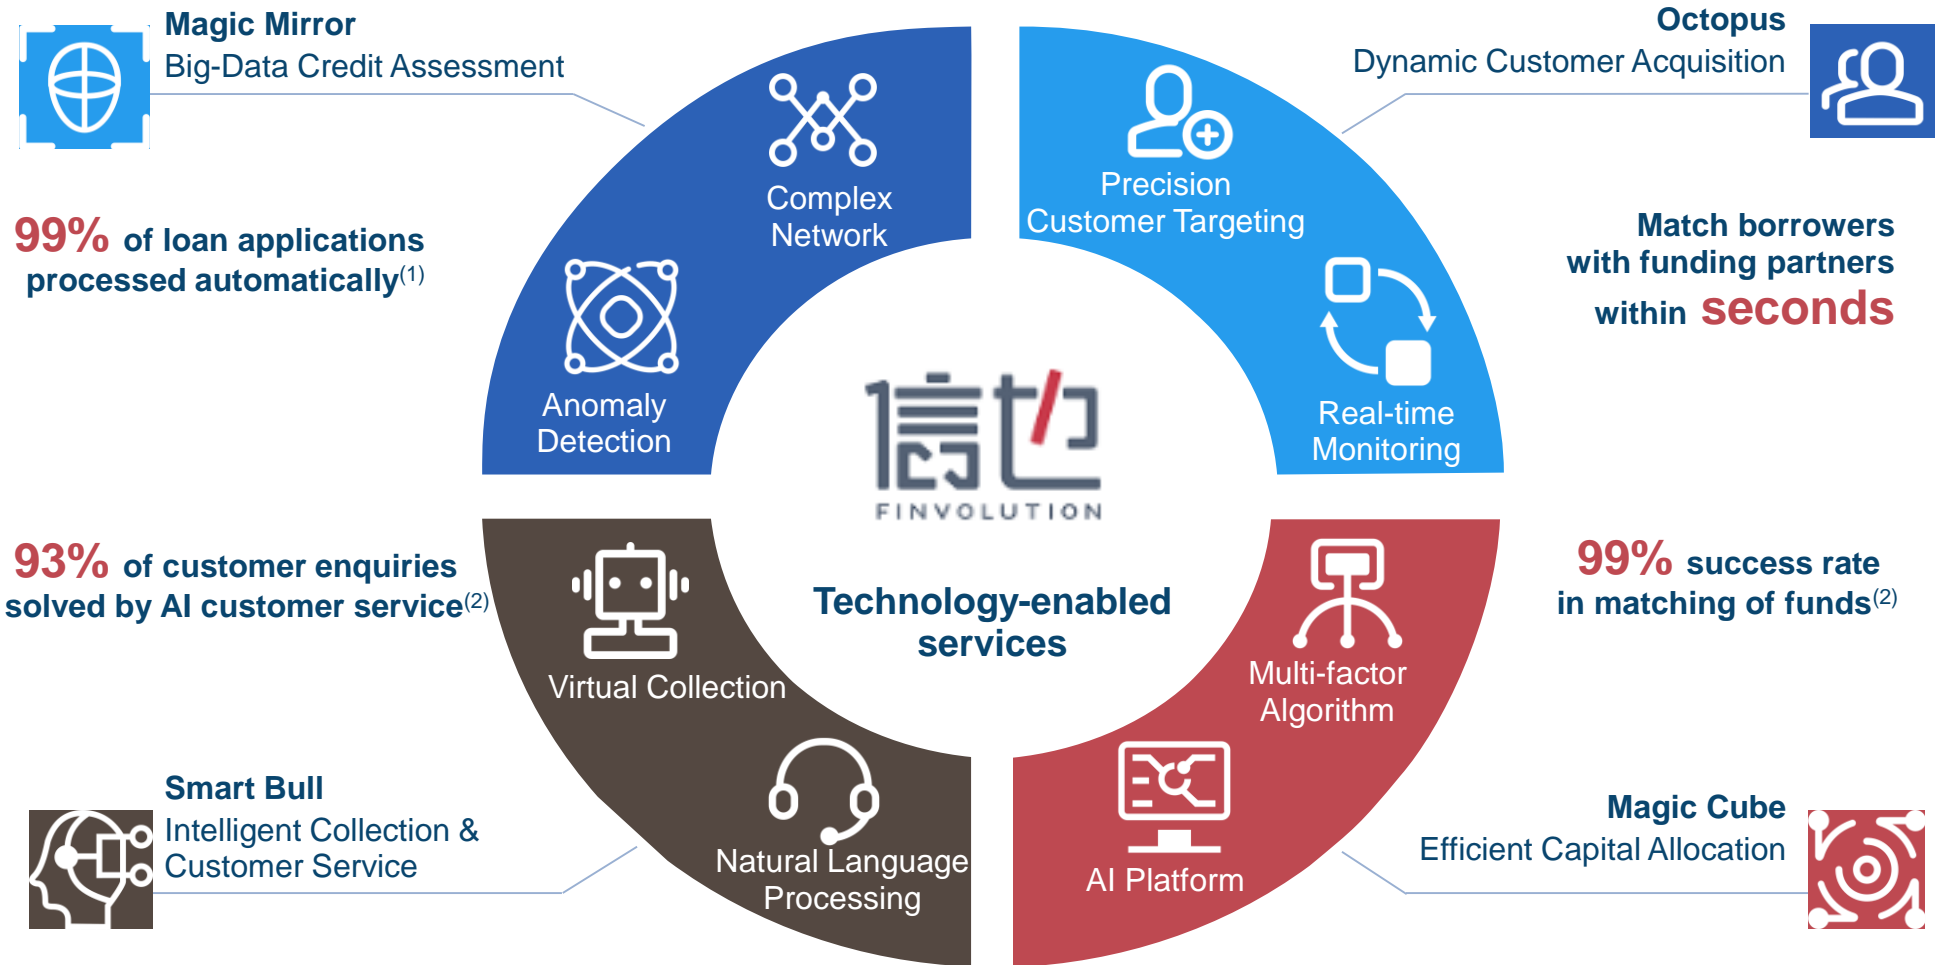 Magic Mirror
Big-Data Credit Assessment
99% of loan applications
processed automatically(1)
Complex
Network
Anomaly
Detection
Octopus
Dynamic Customer Acquisition
Precision
Customer Targeting
Real-time
Monitoring
Match borrowers
with funding partners
within seconds
信也
FINVOLUTION
Technology-enabled
services
93% of customer enquiries
solved by AI customer service(2)
Virtual Collection
Natural Language
Processing
Smart Bull
Intelligent Collection &
Customer Service
99% success rate
in matching of funds(2)
Multi-factor
Algorithm
AI Platform
Magic Cube
Efficient Capital Allocation